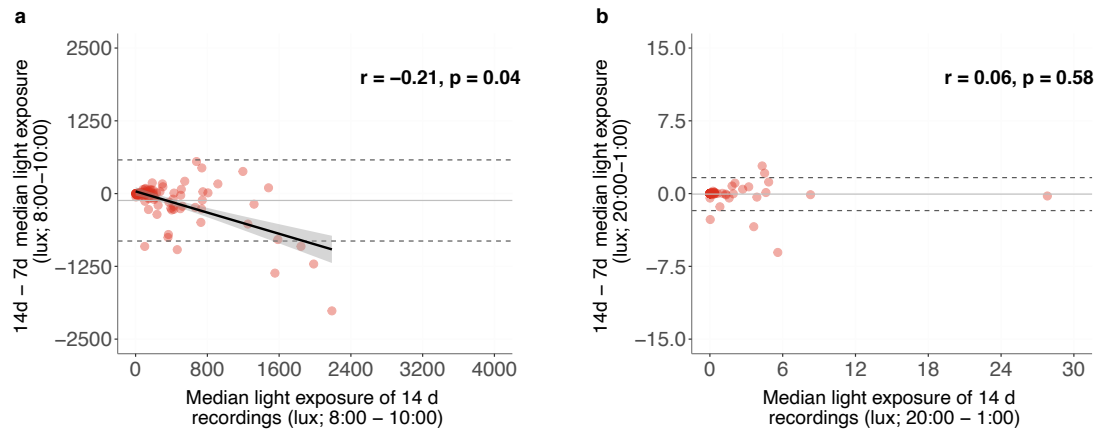 a
14d − 7d median light exposure
(lux; 8:00−10:00)
2500
1250
0
−1250
−2500
r = −0.21, p = 0.04
0 800 1600 2400 3200 4000
Median light exposure of 14 d
recordings (lux; 8:00 − 10:00)
b
14d − 7d median light exposure
(lux; 20:00−1:00)
15.0
7.5
0.0
−7.5
−15.0
r = 0.06, p = 0.58
0 6 12 18 24 30
Median light exposure of 14 d
recordings (lux; 20:00 − 1:00)